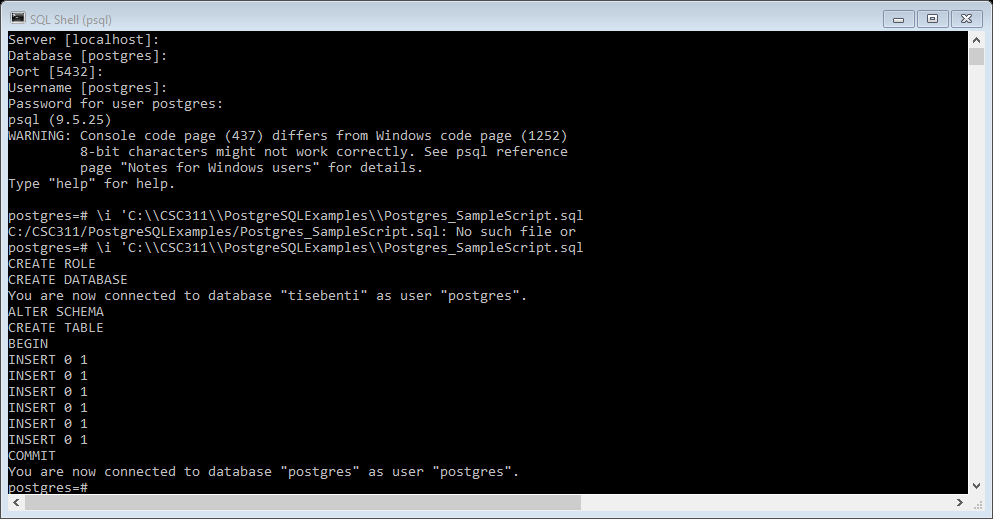 SQL Shell (psql)
Server [localhost]:
Database [postgres]:
Port [5432]:
Username [postgres]:
Password for user postgres:
psql (9.5.25)
WARNING: Console code page (437) differs from Windows code page (1252)
         8-bit characters might not work correctly. See psql reference
         page "Notes for Windows users" for details.
Type "help" for help.

postgres=# \i 'C:\\CSC311\\PostgreSQLExamples\\Postgres_SampleScript.sql
C:/CSC311/PostgreSQLExamples/Postgres_SampleScript.sql: No such file or
postgres=# \i 'C:\\CSC311\\PostgreSQLExamples\\Postgres_SampleScript.sql
CREATE ROLE
CREATE DATABASE
You are now connected to database "tisebenti" as user "postgres".
ALTER SCHEMA
CREATE TABLE
BEGIN
INSERT 0 1
INSERT 0 1
INSERT 0 1
INSERT 0 1
INSERT 0 1
INSERT 0 1
COMMIT
You are now connected to database "postgres" as user "postgres".
postgres=#